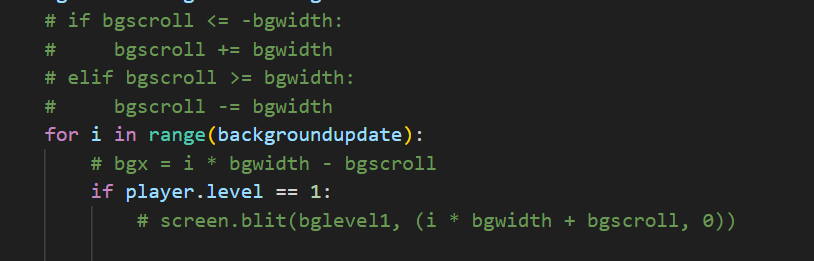 # if bgscroll <= -bgwidth:
#     bgscroll += bgwidth
# elif bgscroll >= bgwidth:
#     bgscroll -= bgwidth
for i in range(backgroundupdate):
    # bgx = i * bgwidth - bgscroll
    if player.level == 1:
        # screen.blit(bglevel1, (i * bgwidth + bgscroll, 0))